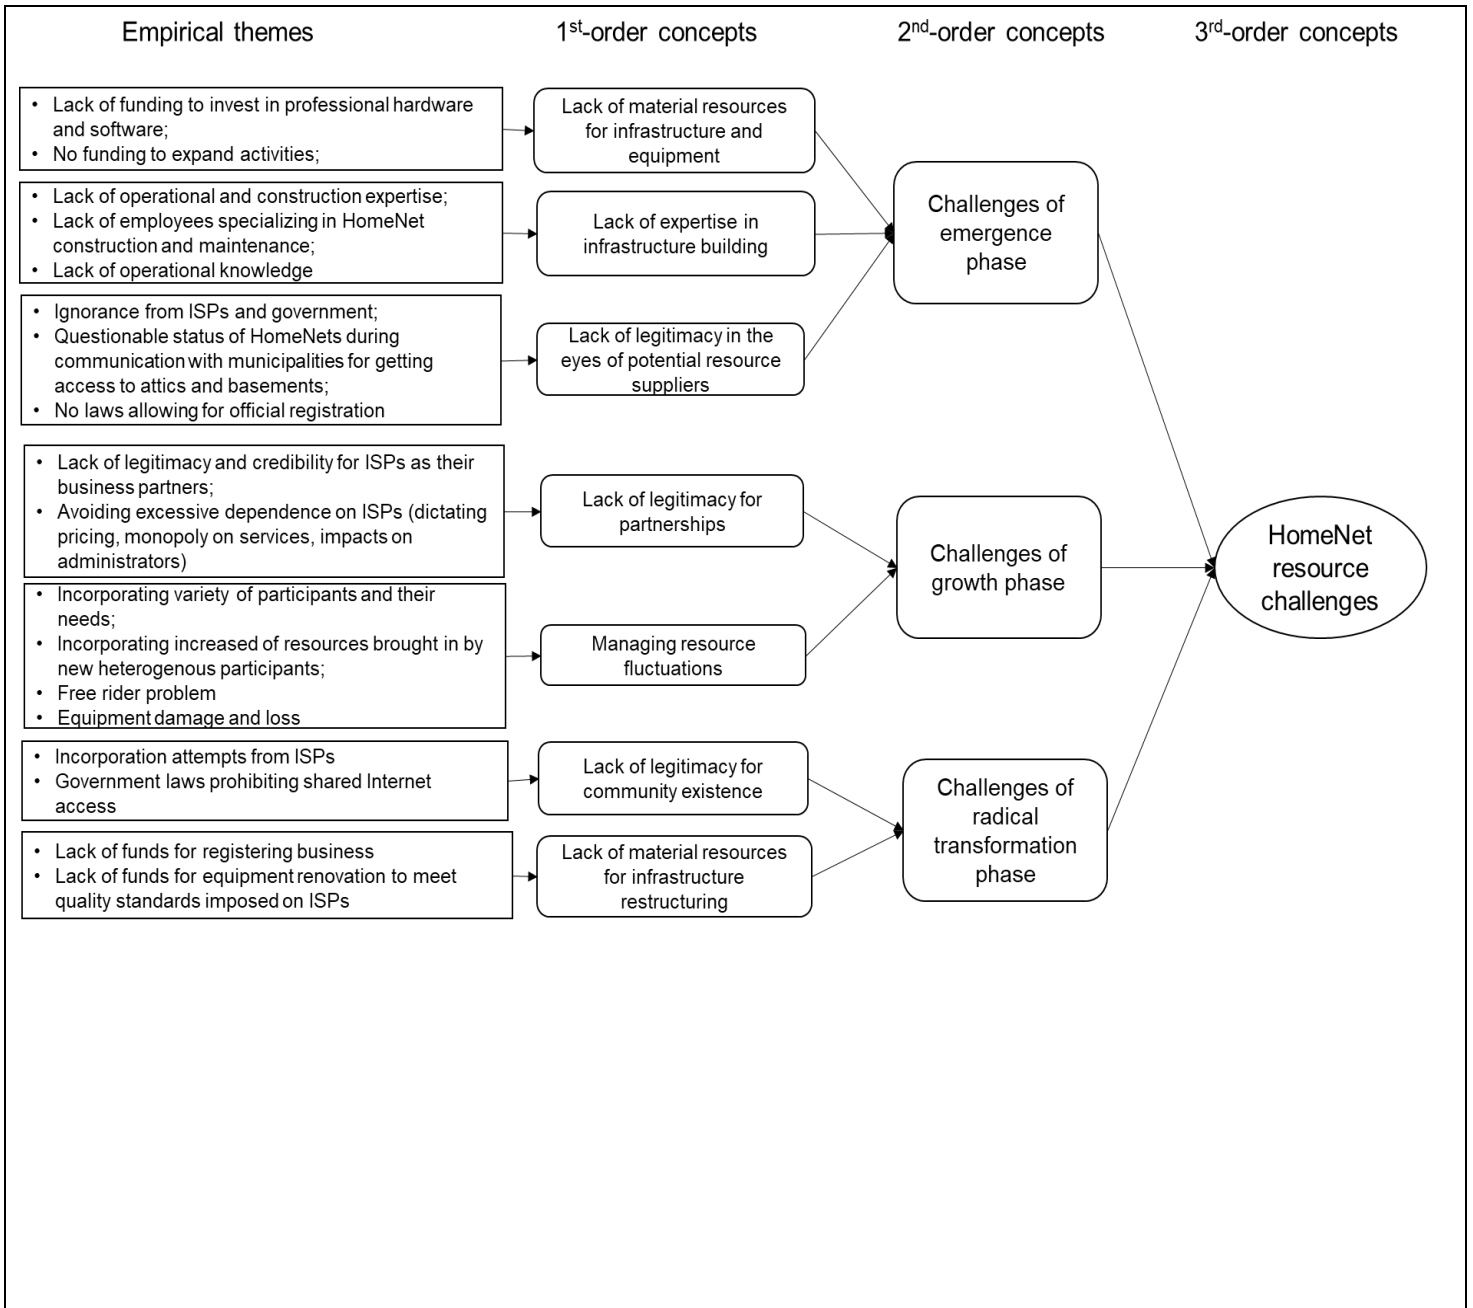 Empirical themes
1st-order concepts
2nd-order concepts
3rd-order concepts
• Lack of funding to invest in professional hardware
and software;
• No funding to expand activities;
Lack of material resources
for infrastructure and
equipment
• Lack of operational and construction expertise;
• Lack of employees specializing in HomeNet
construction and maintenance;
• Lack of operational knowledge
Lack of expertise in
infrastructure building
• Ignorance from ISPs and government;
• Questionable status of HomeNets during
communication with municipalities for getting
access to attics and basements;
• No laws allowing for official registration
Lack of legitimacy in the
eyes of potential resource
suppliers
Challenges of
emergence
phase
• Lack of legitimacy and credibility for ISPs as their
business partners;
• Avoiding excessive dependence on ISPs (dictating
pricing, monopoly on services, impacts on
administrators)
Lack of legitimacy for
partnerships
• Incorporating variety of participants and their
needs;
• Incorporating increased of resources brought in by
new heterogenous participants;
• Free rider problem
• Equipment damage and loss
Managing resource
fluctuations
Challenges of
growth phase
• Incorporation attempts from ISPs
• Government laws prohibiting shared Internet
access
Lack of legitimacy for
community existence
• Lack of funds for registering business
• Lack of funds for equipment renovation to meet
quality standards imposed on ISPs
Lack of material resources
for infrastructure
restructuring
Challenges of
radical
transformation
phase
HomeNet
resource
challenges